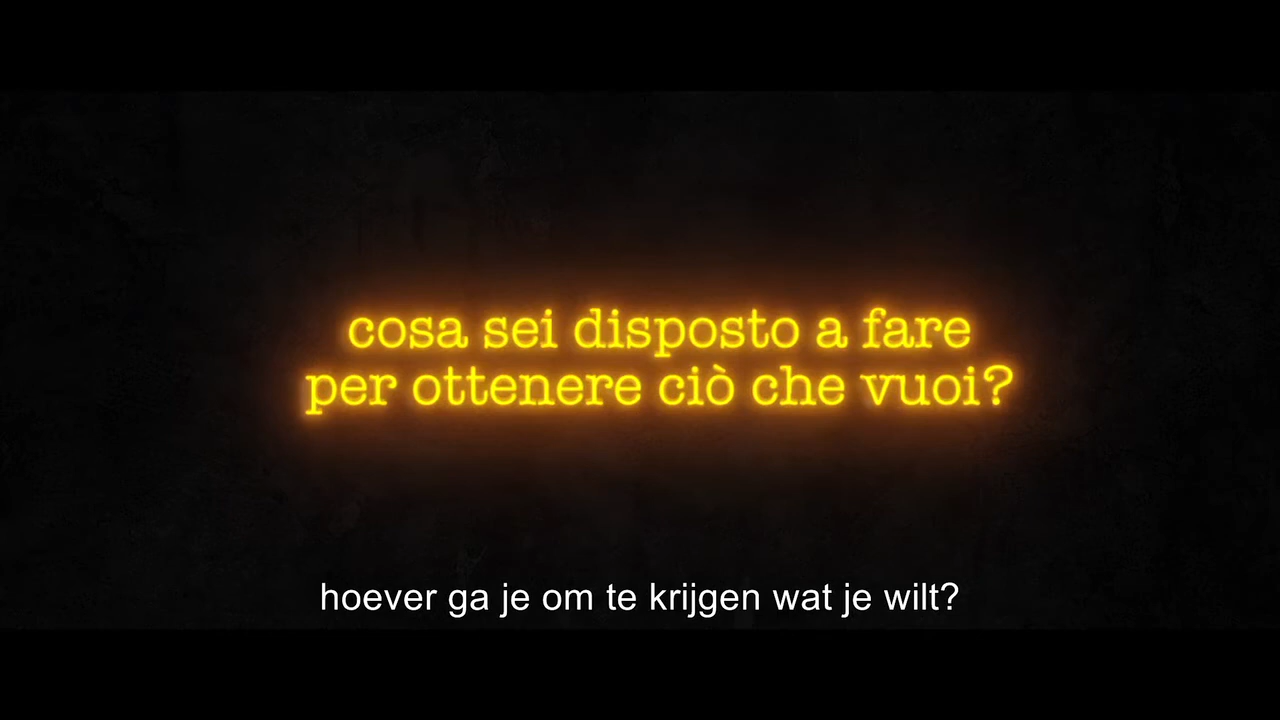 cosa sei disposto a fare
per ottenere ciò che vuoi?
hoever ga je om te krijgen wat je wilt?